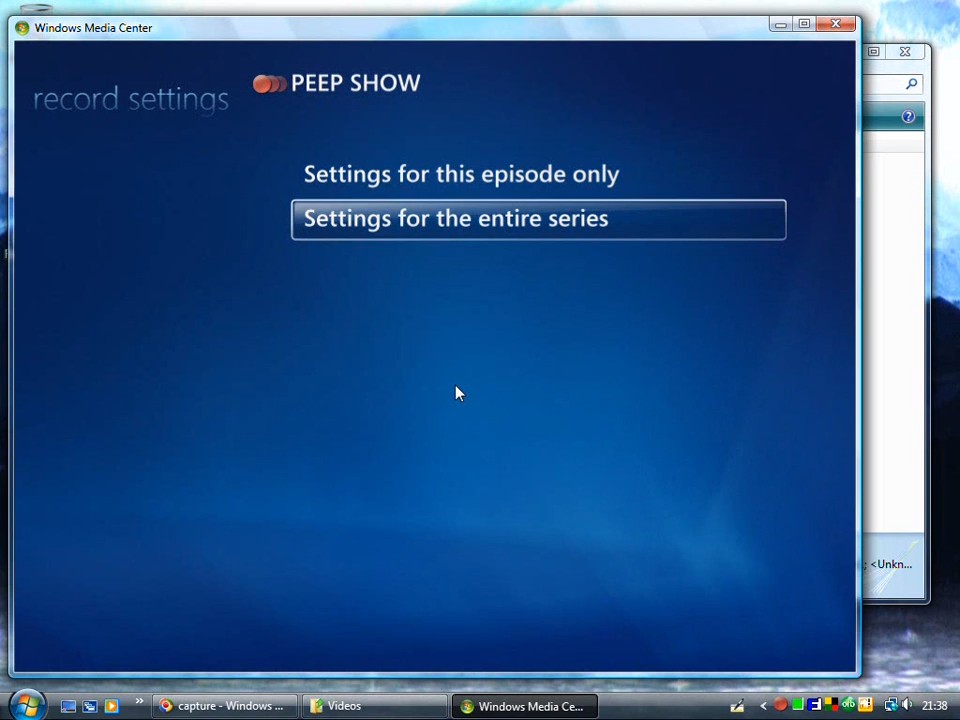 Windows Media Center
record settings
PEEP SHOW
Settings for this episode only
Settings for the entire series
; <Unkn...
capture - Windows ...
Videos
Windows Media Ce...
21:38